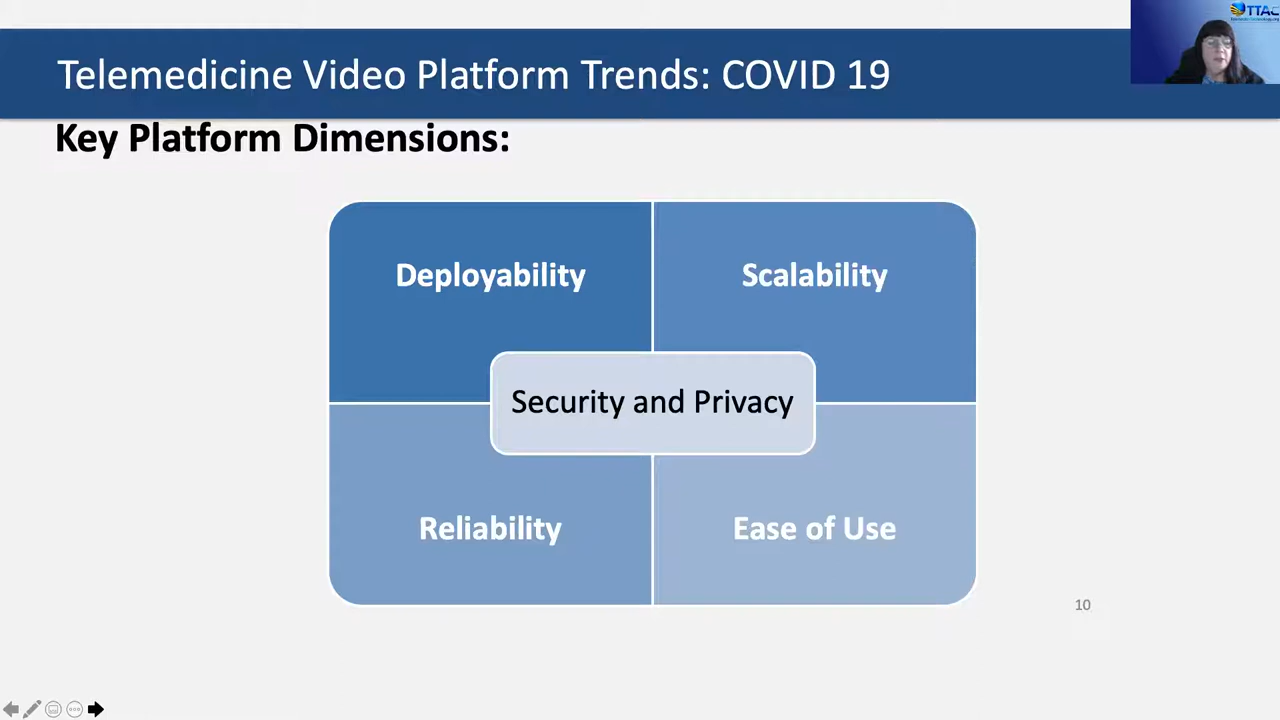 TTAC
Telemedicine Video Platform Trends: COVID 19
Key Platform Dimensions:
Deployability
Scalability
Security and Privacy
Reliability
Ease of Use
10